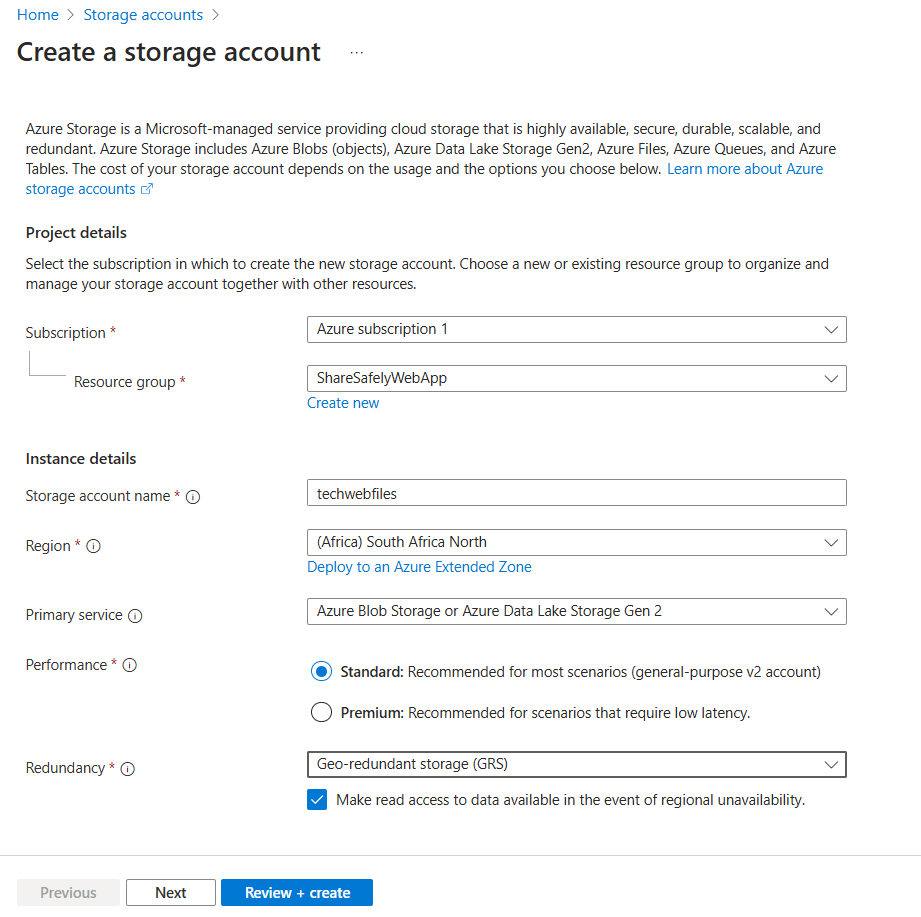 Home > Storage accounts >
Create a storage account ...
Azure Storage is a Microsoft-managed service providing cloud storage that is highly available, secure, durable, scalable, and
redundant. Azure Storage includes Azure Blobs (objects), Azure Data Lake Storage Gen2, Azure Files, Azure Queues, and Azure
Tables. The cost of your storage account depends on the usage and the options you choose below. Learn more about Azure
storage accounts
Project details
Select the subscription in which to create the new storage account. Choose a new or existing resource group to organize and
manage your storage account together with other resources.
Subscription * Azure subscription 1
Resource group * ShareSafelyWebApp
Create new
Instance details
Storage account name * techwebfiles
Region * (Africa) South Africa North
Deploy to an Azure Extended Zone
Primary service Azure Blob Storage or Azure Data Lake Storage Gen 2
Performance * Standard: Recommended for most scenarios (general-purpose v2 account)
Premium: Recommended for scenarios that require low latency.
Redundancy * Geo-redundant storage (GRS)
Make read access to data available in the event of regional unavailability.
Previous Next Review + create